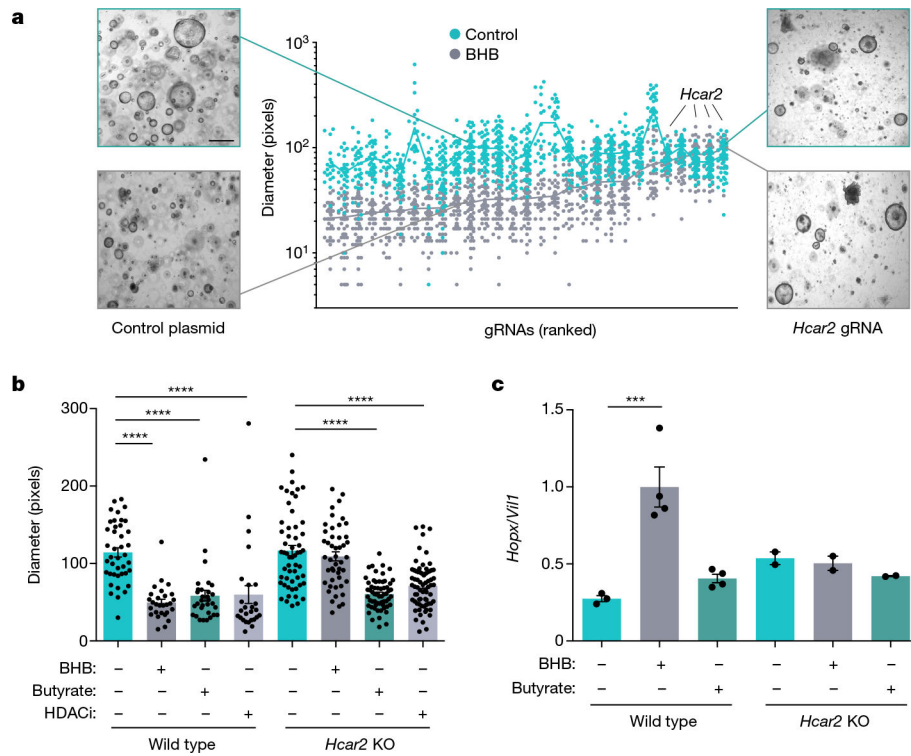 a
Control
BHB
Hcar2
Diameter (pixels)
10³
10²
10¹
gRNAs (ranked)
Control plasmid
Hcar2 gRNA
b
Diameter (pixels)
300
200
100
0
**** 
****
****
****
****
BHB: – + – – – + – –
Butyrate: – – + – – – + –
HDACi: – – – + – – – +
Wild type Hcar2 KO
c
Hopx/Vil1
1.5
1.0
0.5
0
***
BHB: – + – – + –
Butyrate: – – + – – +
Wild type Hcar2 KO